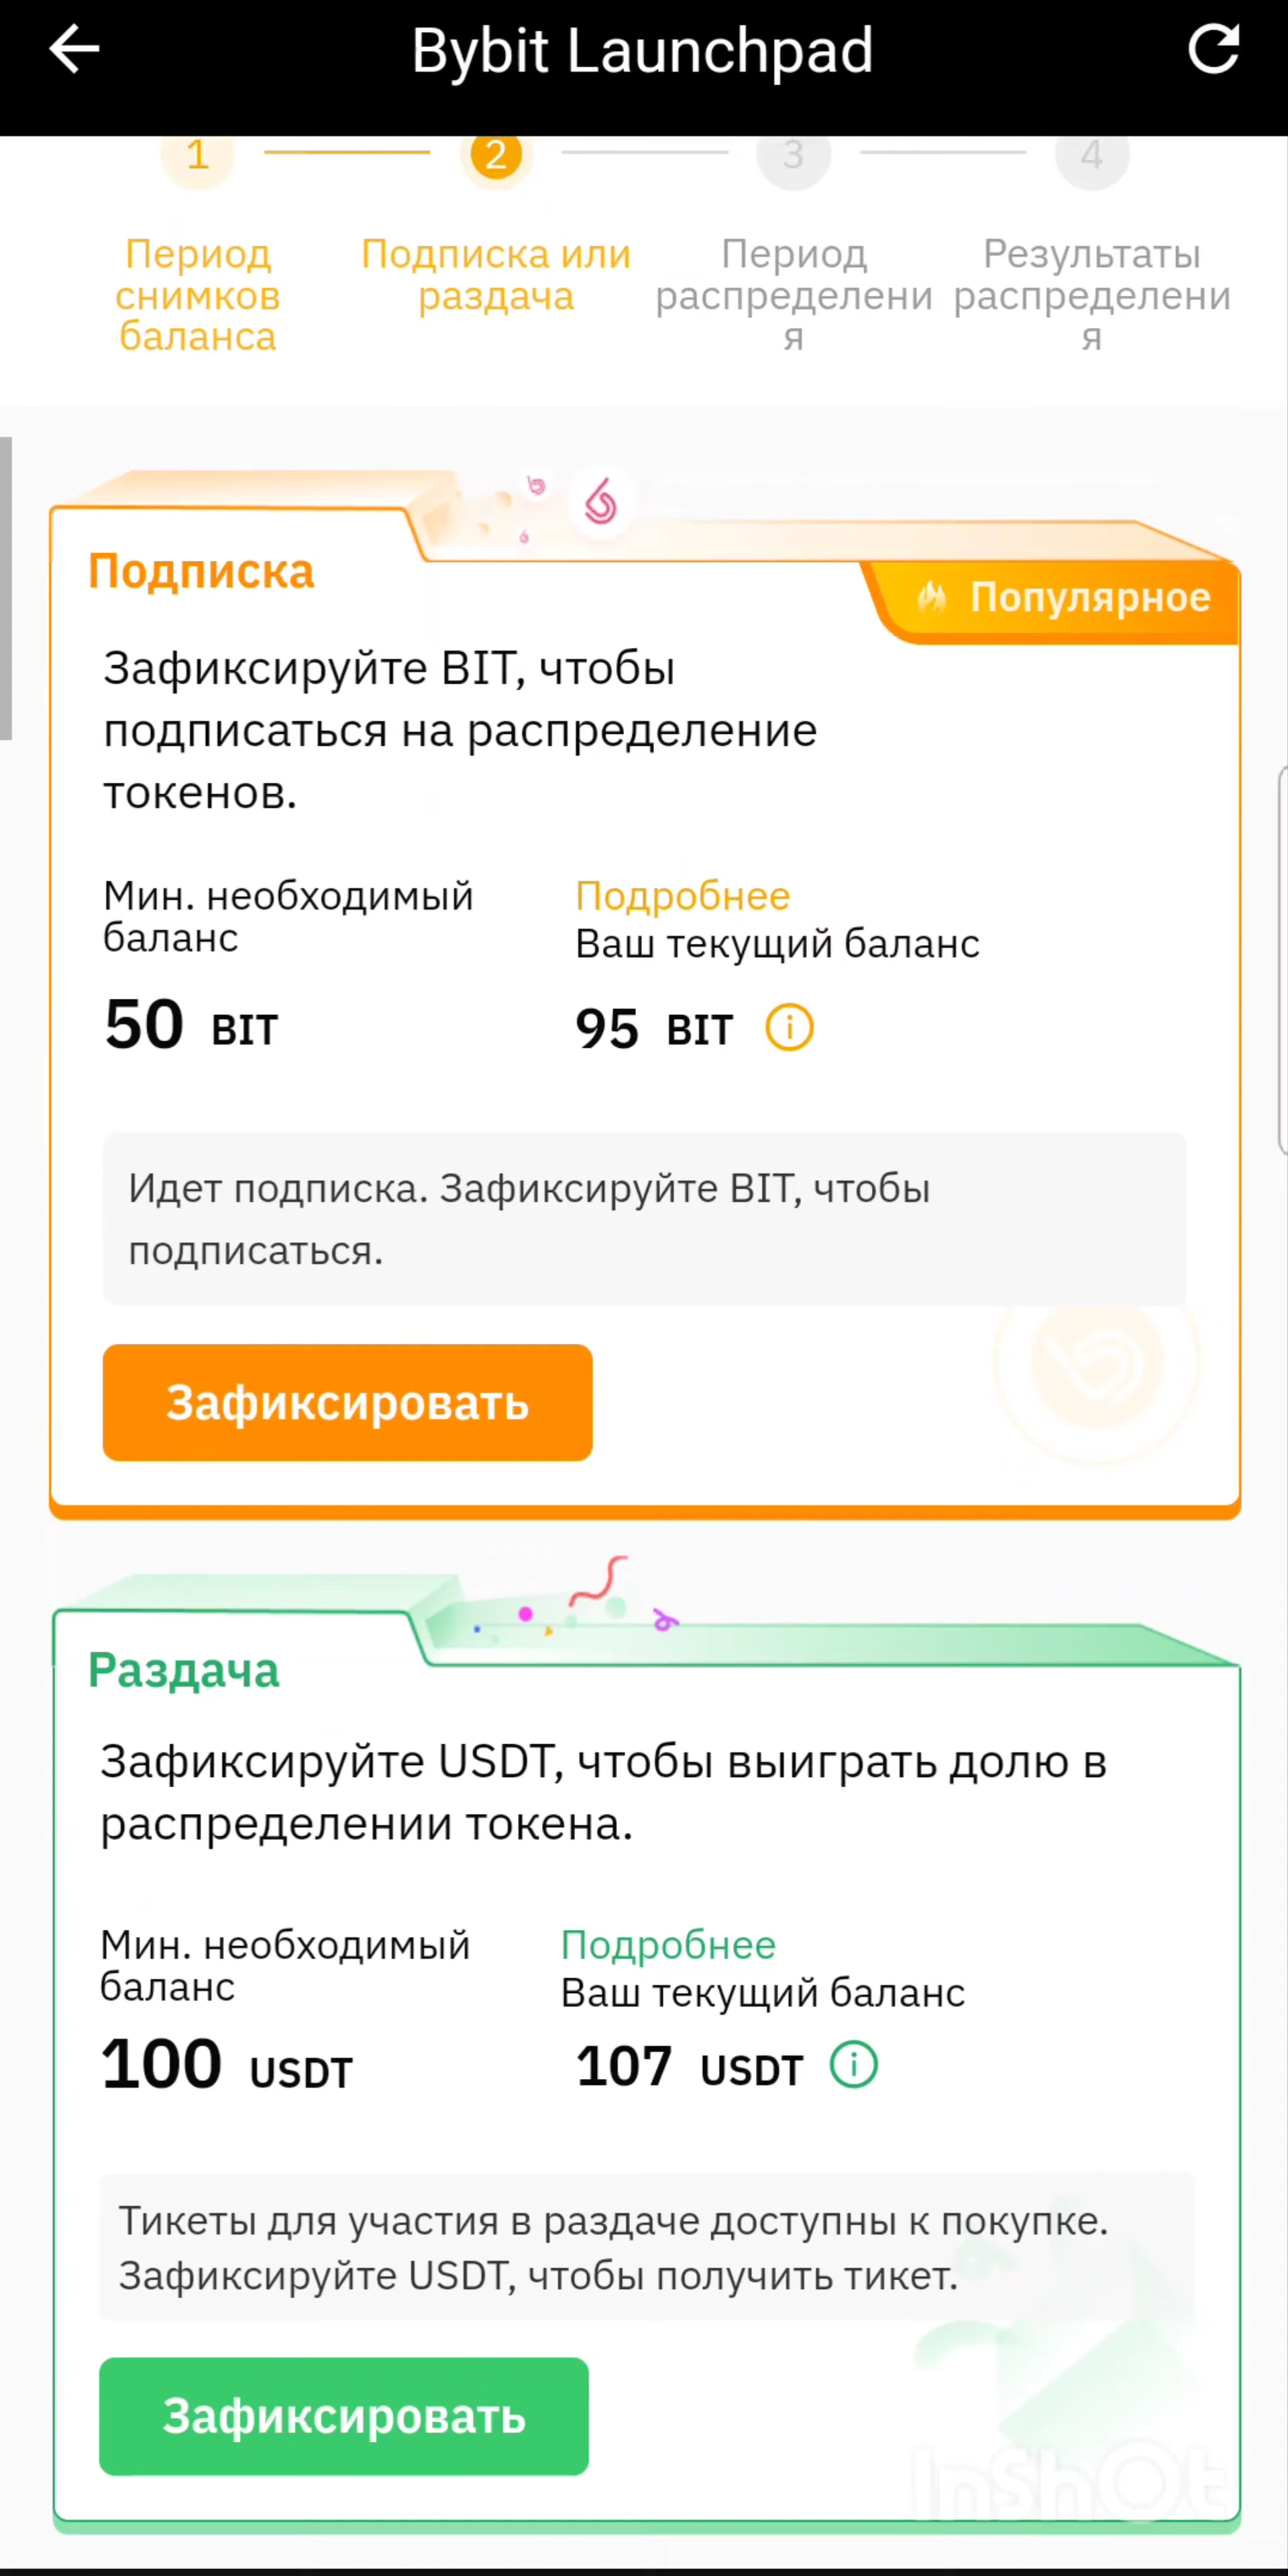 Bybit Launchpad
1
2
3
4
Период
снимков
баланса
Подписка или
раздача
Период
распределени
я
Результаты
распределени
я
Подписка
Популярное
Зафиксируйте BIT, чтобы
подписаться на распределение
токенов.
Мин. необходимый
баланс
50 BIT
Подробнее
Ваш текущий баланс
95 BIT
Идет подписка. Зафиксируйте BIT, чтобы
подписаться.
Зафиксировать
Раздача
Зафиксируйте USDT, чтобы выиграть долю в
распределении токена.
Мин. необходимый
баланс
100 USDT
Подробнее
Ваш текущий баланс
107 USDT
Тикеты для участия в раздаче доступны к покупке.
Зафиксируйте USDT, чтобы получить тикет.
Зафиксировать
InShOt